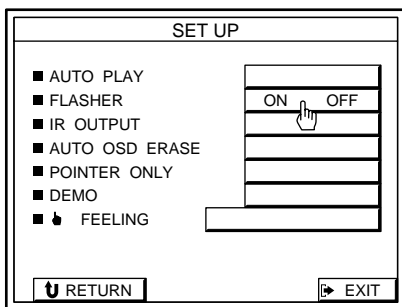 SET UP
AUTO PLAY
FLASHER ON OFF
IR OUTPUT
AUTO OSD ERASE
POINTER ONLY
DEMO
FEELING
RETURN EXIT